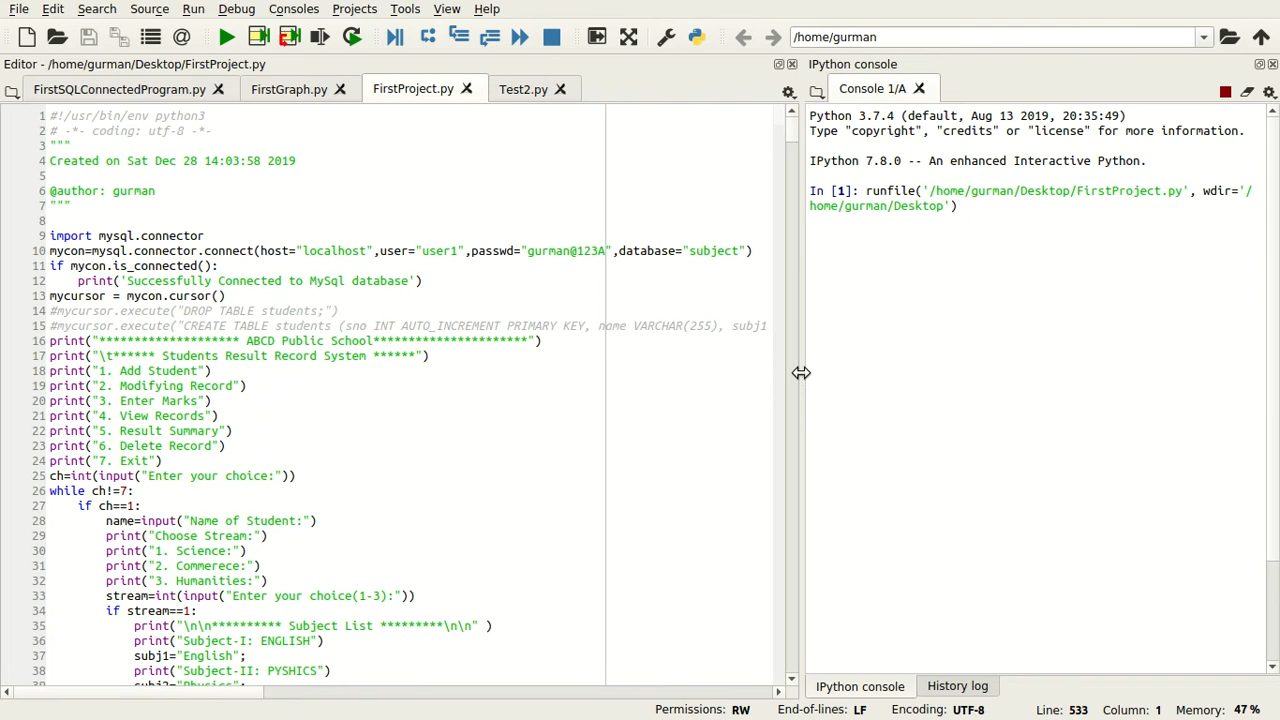 File Edit Search Source Run Debug Consoles Projects Tools View Help
/home/gurman
Editor - /home/gurman/Desktop/FirstProject.py
FirstSQLConnectedProgram.py FirstGraph.py FirstProject.py Test2.py
1 #!/usr/bin/env python3
2 # -*- coding: utf-8 -*-
3 """
4 Created on Sat Dec 28 14:03:58 2019
5
6 @author: gurman
7 """
8
9 import mysql.connector
10 mycon=mysql.connector.connect(host="localhost",user="user1",passwd="gurman@123A",database="subject")
11 if mycon.is_connected():
12 print('Successfully Connected to MySql database')
13 mycursor = mycon.cursor()
14 #mycursor.execute("DROP TABLE students;")
15 #mycursor.execute("CREATE TABLE students (sno INT AUTO_INCREMENT PRIMARY KEY, name VARCHAR(255), subj1
16 print("******************** ABCD Public School**********************")
17 print("\t****** Students Result Record System ******")
18 print("1. Add Student")
19 print("2. Modifying Record")
20 print("3. Enter Marks")
21 print("4. View Records")
22 print("5. Result Summary")
23 print("6. Delete Record")
24 print("7. Exit")
25 ch=int(input("Enter your choice:"))
26 while ch!=7:
27 if ch==1:
28 name=input("Name of Student:")
29 print("Choose Stream:")
30 print("1. Science:")
31 print("2. Commerece:")
32 print("3. Humanities:")
33 stream=int(input("Enter your choice(1-3):"))
34 if stream==1:
35 print("\n\n********** Subject List *********\n\n" )
36 print("Subject-I: ENGLISH")
37 subj1="English";
38 print("Subject-II: PYSHICS")
39 subj2="Physics";
IPython console
Console 1/A
Python 3.7.4 (default, Aug 13 2019, 20:35:49)
Type "copyright", "credits" or "license" for more information.
IPython 7.8.0 -- An enhanced Interactive Python.
In [1]: runfile('/home/gurman/Desktop/FirstProject.py', wdir='/
home/gurman/Desktop')
IPython console History log
Permissions: RW End-of-lines: LF Encoding: UTF-8 Line: 533 Column: 1 Memory: 47 %